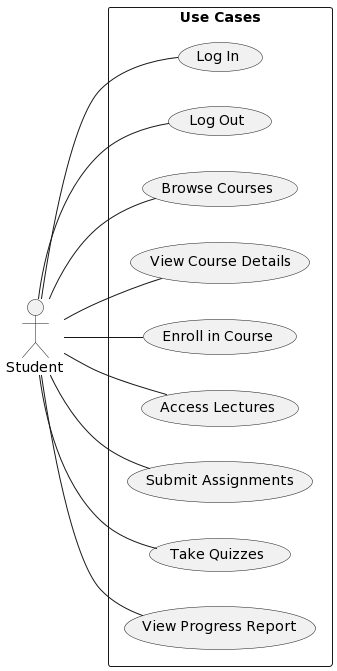 Use Cases
Log In
Log Out
Browse Courses
View Course Details
Enroll in Course
Student
Access Lectures
Submit Assignments
Take Quizzes
View Progress Report